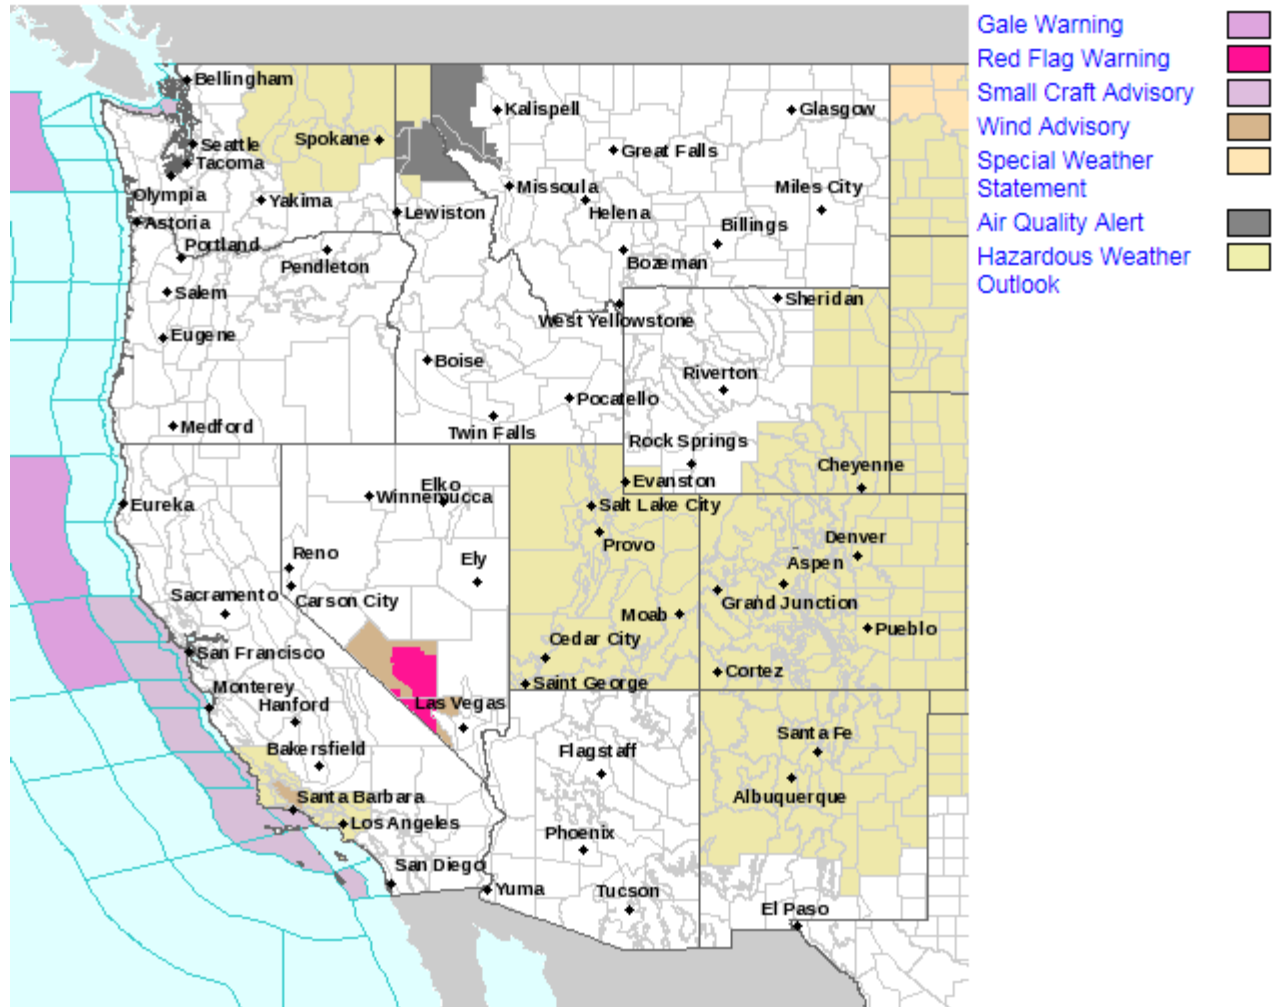 Gale Warning
Red Flag Warning
Small Craft Advisory
Wind Advisory
Special Weather
Statement
Air Quality Alert
Hazardous Weather
Outlook
Bellingham
Kalispell
Glasgow
Seattle
Spokane
Great Falls
Tacoma
Olympia
Missoula
Miles City
Yakima
Lewiston
Helena
Astoria
Billings
Portland
Pendleton
Bozeman
Salem
Sheridan
West Yellowstone
Eugene
Boise
Riverton
Pocatello
Medford
Twin Falls
Rock Springs
Cheyenne
Elko
Evanston
Winnemucca
Eureka
Salt Lake City
Provo
Denver
Reno
Ely
Aspen
Sacramento
Carson City
Grand Junction
Moab
Pueblo
Cedar City
San Francisco
Cortez
Saint George
Monterey
Hanford
Las Vegas
Santa Fe
Bakersfield
Flagstaff
Santa Barbara
Albuquerque
Los Angeles
Phoenix
San Diego
Yuma
Tucson
El Paso